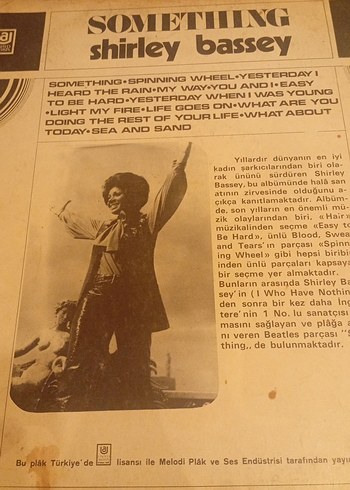 SOMETHING
shirley bassey
SOMETHING•SPINNING WHEEL•YESTERDAY I
HEARD THE RAIN•MY WAY•YOU AND I•EASY
TO BE HARD•YESTERDAY WHEN I WAS YOUNG
•LIGHT MY FIRE•LIFE GOES ON•WHAT ARE YOU
DOING THE REST OF YOUR LIFE•WHAT ABOUT
TODAY•SEA AND SAND
Yıllardır dünyanın en iyi
kadın şarkıcılarından biri ola-
rak ününü sürdüren Shirley
Bassey, bu albümünde halâ san
atının zirvesinde olduğunu a-
çıkça kanıtlamaktadır. Albüm-
de, son yılların en önemli mü
zik olaylarından biri. «Hair»
müzikalinden seçme «Easy to
Be Hard», ünlü Blood, Swea
and Tears'in parçası «Spinn
ing Wheel» gibi hepsi biribi
inden ünlü parçaları kapsaya
bir seçme yer almaktadır.
Bunların arasında Shirley Ba
sey'in (I Who Have Nothin
den sonra bir kez daha İng
tere'nin 1 No. lu sanatçısı
masını sağlayan ve plâğa a
nı veren Beatles parçası "S
thing,, de bulunmaktadır.
Bu plâk Türkiye'de lisansı ile Melodi Plâk ve Ses Endüstrisi tarafından yayı